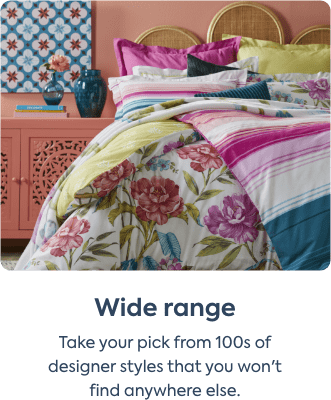 Wide range
Take your pick from 100s of
designer styles that you won't
find anywhere else.